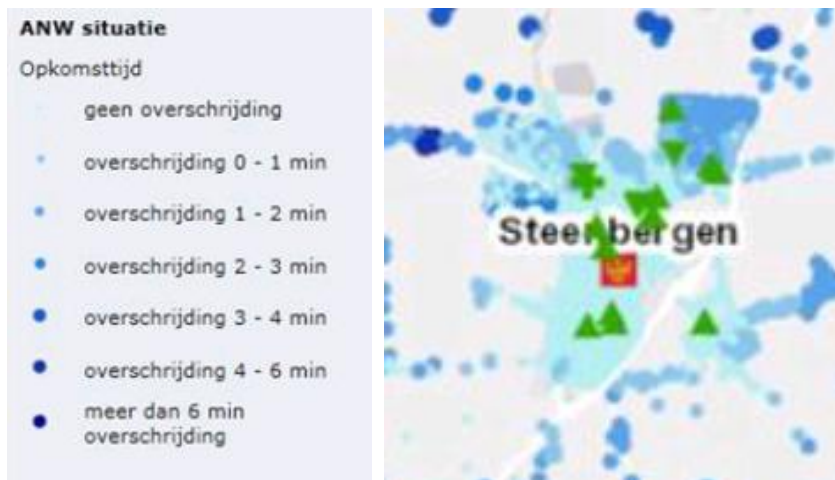 ANW situatie
Opkomsttijd
geen overschrijding
overschrijding 0 - 1 min
overschrijding 1 - 2 min
overschrijding 2 - 3 min
overschrijding 3 - 4 min
overschrijding 4 - 6 min
meer dan 6 min
overschrijding
Steenbergen